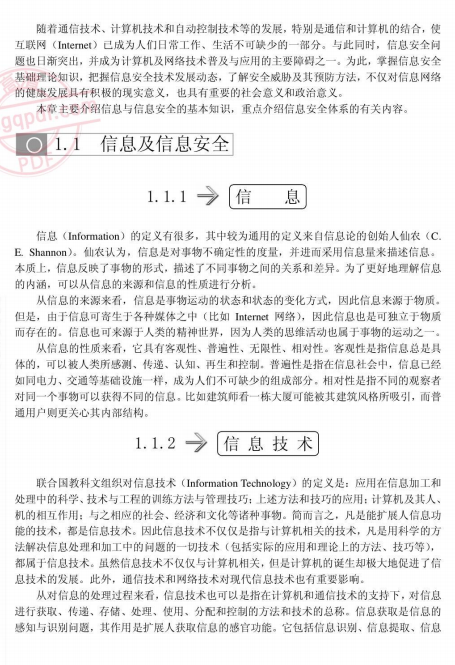 随着通信技术、计算机技术和自动控制技术等的发展，特别是通信和计算机的结合，使
互联网（Internet）已成为人们日常工作、生活不可缺少的一部分。与此同时，信息安全问
题也日渐突出，并成为计算机及网络技术普及与应用的主要障碍之一。为此，掌握信息安全
基础理论知识，把握信息安全技术发展动态，了解安全威胁及其预防方法，不仅对信息网络
的健康发展具有积极的现实意义，也具有重要的社会意义和政治意义。
本章主要介绍信息与信息安全的基本知识，重点介绍信息安全体系的有关内容。
1.1 信息及信息安全
1.1.1 信 息
信息（Information）的定义有很多，其中较为通用的定义来自信息论的创始人仙农（C.
E. Shannon）。仙农认为，信息是对事物不确定性的度量，并进而采用信息量来描述信息。
本质上，信息反映了事物的形式，描述了不同事物之间的关系和差异。为了更好地理解信息
的内涵，可以从信息的来源和信息的性质进行分析。
从信息的来源来看，信息是事物运动的状态和状态的变化方式，因此信息来源于物质。
但是，由于信息可寄生于各种媒体之中（比如 Internet 网络），因此信息也是可独立于物质
而存在的。信息也可来源于人类的精神世界，因为人类的思维活动也属于事物的运动之一。
从信息的性质来看，它具有客观性、普遍性、无限性、相对性。客观性是指信息总是具
体的，可以被人类所感测、传递、认知、再生和控制。普遍性是指在信息社会中，信息已经
如同电力、交通等基础设施一样，成为人们不可缺少的组成部分。相对性是指不同的观察者
对同一个事物可以获得不同的信息。比如建筑师看一栋大厦可能被其建筑风格所吸引，而普
通用户则更关心其内部结构。
1.1.2 信 息 技 术
联合国教科文组织对信息技术（Information Technology）的定义是：应用在信息加工和
处理中的科学、技术与工程的训练方法与管理技巧；上述方法和技巧的应用；计算机及其人、
机的相互作用；与之相应的社会、经济和文化等诸种事物。简而言之，凡是能扩展人信息功
能的技术，都是信息技术。因此信息技术不仅仅是指与计算机相关的技术，凡是用科学的方
法解决信息处理和加工中的问题的一切技术（包括实际的应用和理论上的方法、技巧等），
都属于信息技术。虽然信息技术不仅仅与计算机相关，但是计算机的诞生却极大地促进了信
息技术的发展。此外，通信技术和网络技术对现代信息技术也有重要影响。
从对信息的处理过程来看，信息技术也可以是指在计算机和通信技术的支持下，对信息
进行获取、传递、存储、处理、使用、分配和控制的方法和技术的总称。信息获取是信息的
感知与识别问题，其作用是扩展人获取信息的感官功能。它包括信息识别、信息提取、信息